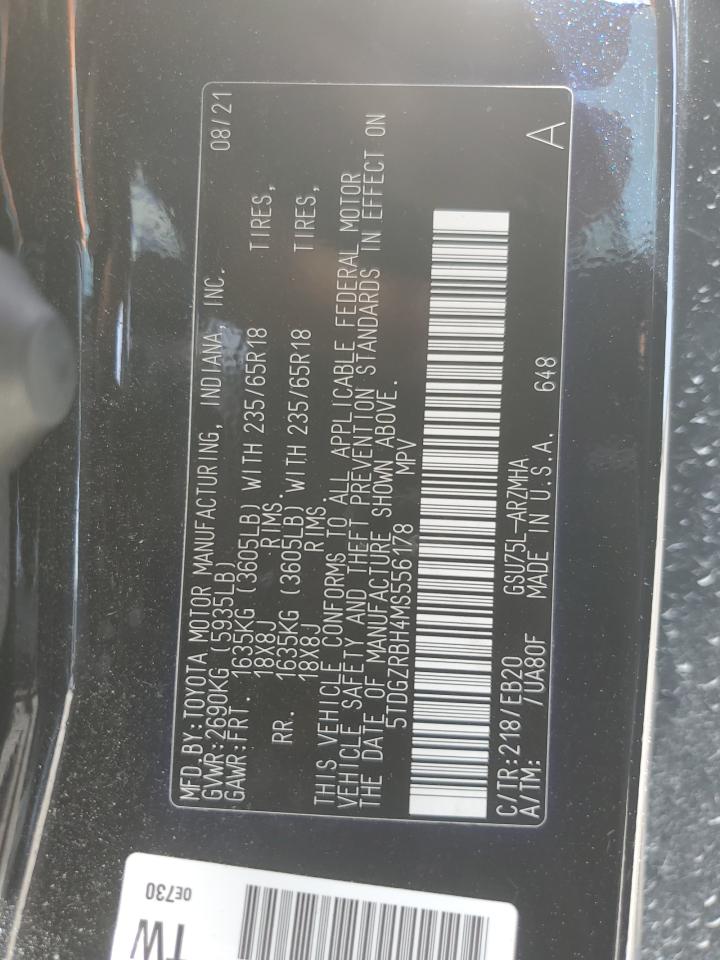 MFD.BY:TOYOTA MOTOR MANUFACTURING, INDIANA, INC. 08/21
GVWR:2690KG (5935LB)
GAWR:FRT. 1635KG (3605LB) WITH 235/65R18 TIRES,
18X8J RIMS.
RR. 1635KG (3605LB) WITH 235/65R18 TIRES,
18X8J RIMS.
THIS VEHICLE CONFORMS TO ALL APPLICABLE FEDERAL MOTOR
VEHICLE SAFETY AND THEFT PREVENTION STANDARDS IN EFFECT ON
THE DATE OF MANUFACTURE SHOWN ABOVE.
5TDGZRBH4MS556178 MPV
C/TR:218/EB20 GSU75L-ARZMHA
A/TM: /UA80F MADE IN U.S.A. 648 A
0E730
TW